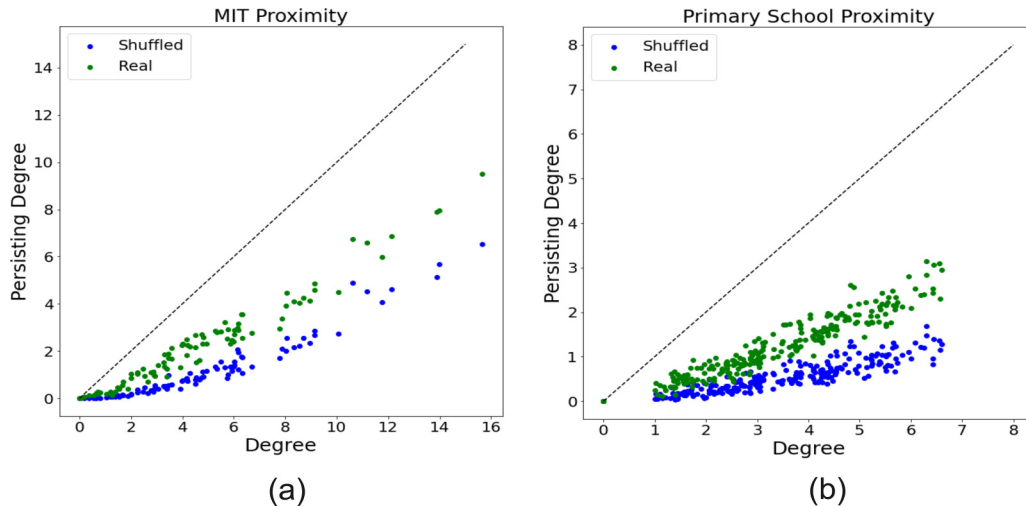 MIT Proximity
Shuffled
Real
14
12
10
8
6
4
2
0
Persisting Degree
0 2 4 6 8 10 12 14 16
Degree
(a)
Primary School Proximity
Shuffled
Real
8
7
6
5
4
3
2
1
0
Persisting Degree
0 1 2 3 4 5 6 7 8
Degree
(b)